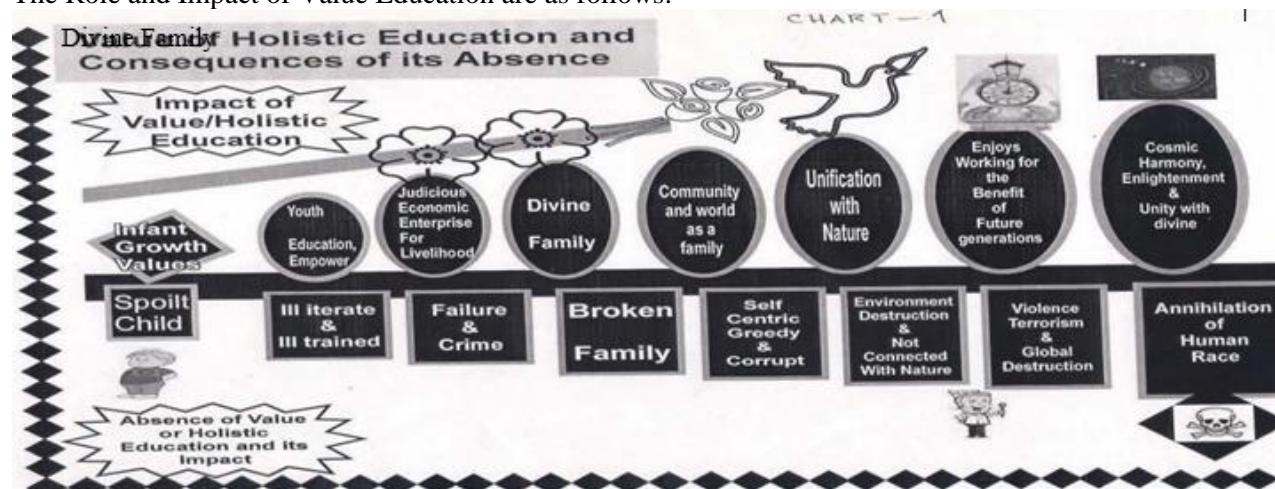 The Role and Impact of Value Education are as follows:
CHART - 1
Divine Family
of Holistic Education and
Consequences of its Absence
Impact of
Value/Holistic
Education
Infant
Growth
Values
Youth
Education,
Empower
Judicious
Economic
Enterprise
For
Livelihood
Divine
Family
Community
and world
as a
family
Unification
with
Nature
Enjoys
Working for
the
Benefit
of
Future
generations
Cosmic
Harmony,
Enlightenment
&
Unity with
divine
Spoilt
Child
Ill iterate
&
Ill trained
Failure
&
Crime
Broken
Family
Self
Centric
Greedy
&
Corrupt
Environment
Destruction
&
Not
Connected
With Nature
Violence
Terrorism
&
Global
Destruction
Annihilation
of
Human
Race
Absence of Value
or Holistic
Education and its
Impact